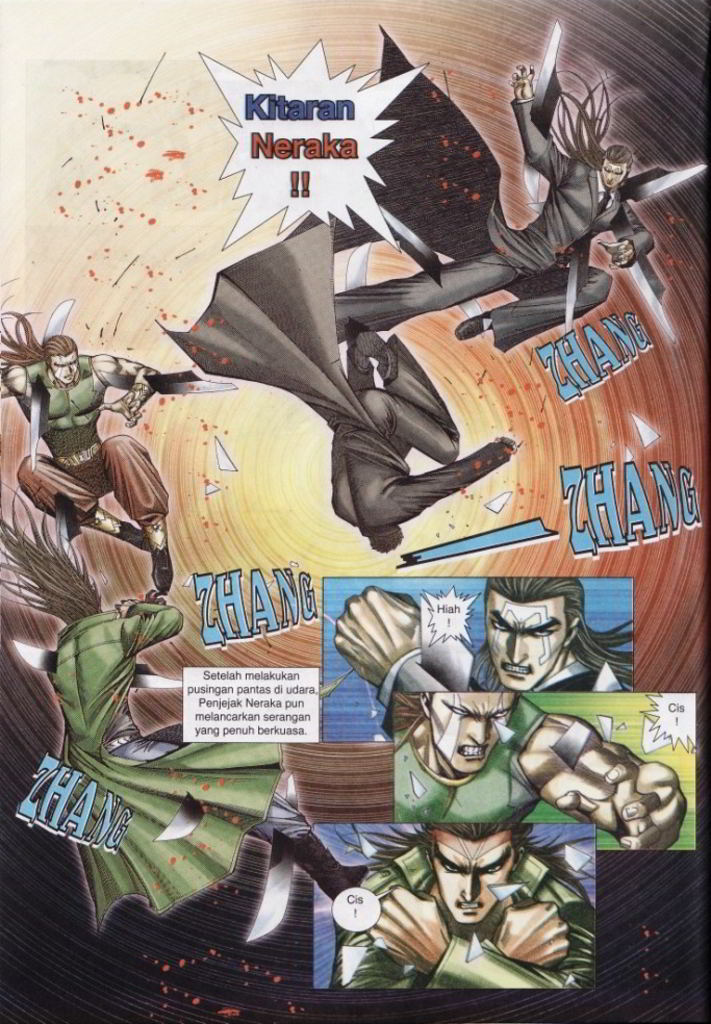 Kitaran
Neraka
!!
ZHANG
ZHANG
ZHANG
Hiah
!
Setelah melakukan
pusingan pantas di udara,
Penjejak Neraka pun
melancarkan serangan
yang penuh berkuasa.
Cis
!
ZHANG
Cis
!